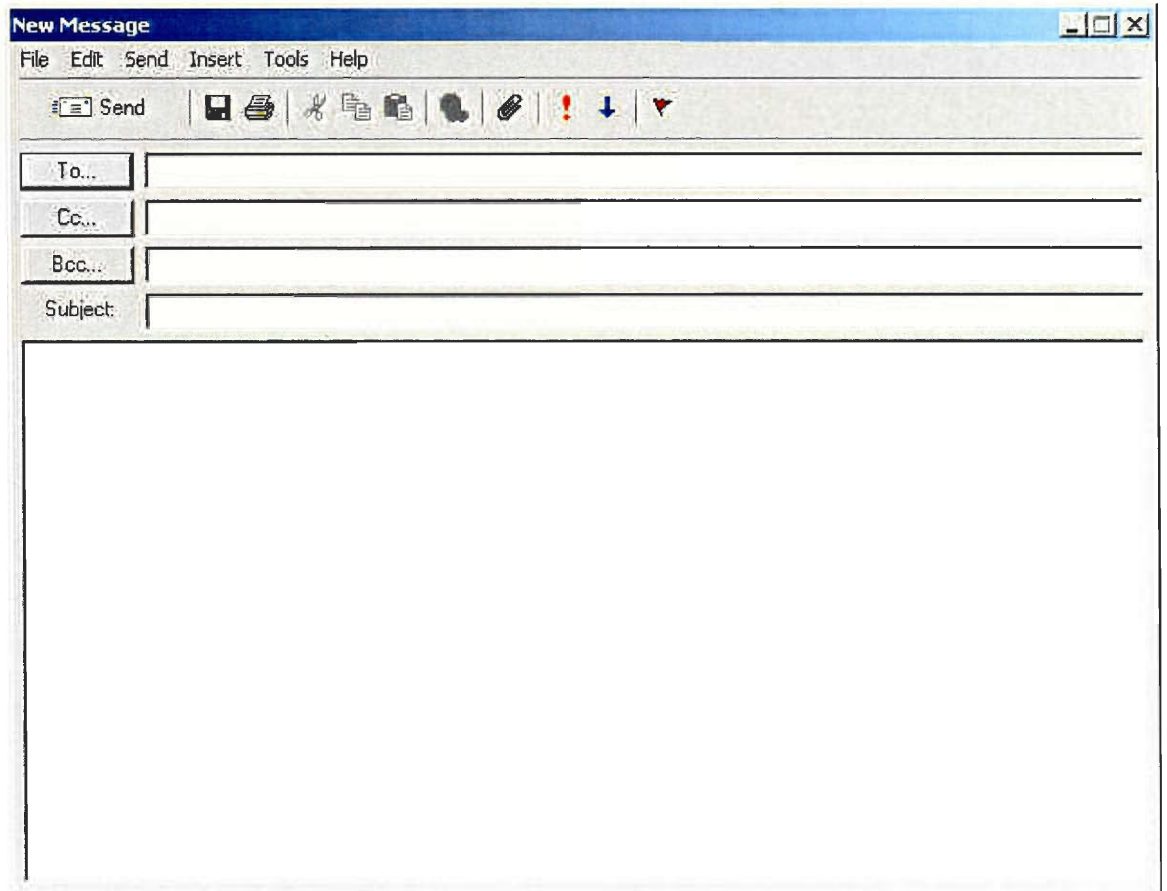 New Message
File Edit Send Insert Tools Help
Send
To...
Cc...
Bcc...
Subject: